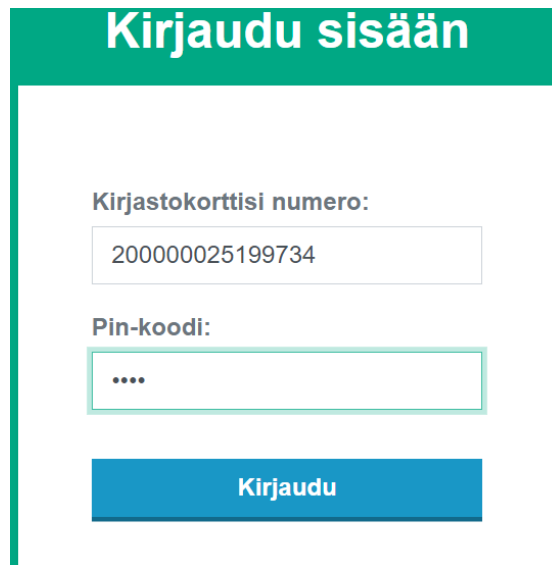 Kirjaudu sisään
Kirjastokorttisi numero:
200000025199734
Pin-koodi:
••••
Kirjaudu